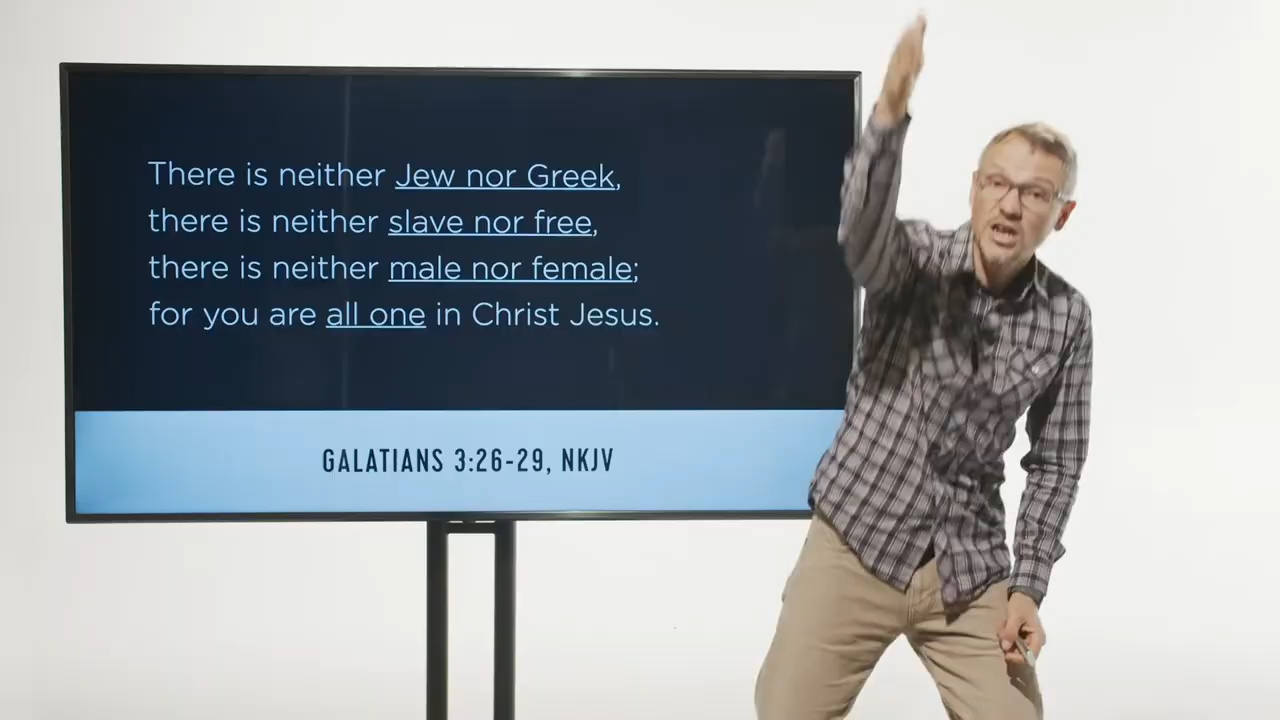 There is neither Jew nor Greek,
there is neither slave nor free,
there is neither male nor female;
for you are all one in Christ Jesus.
GALATIANS 3:26-29, NKJV